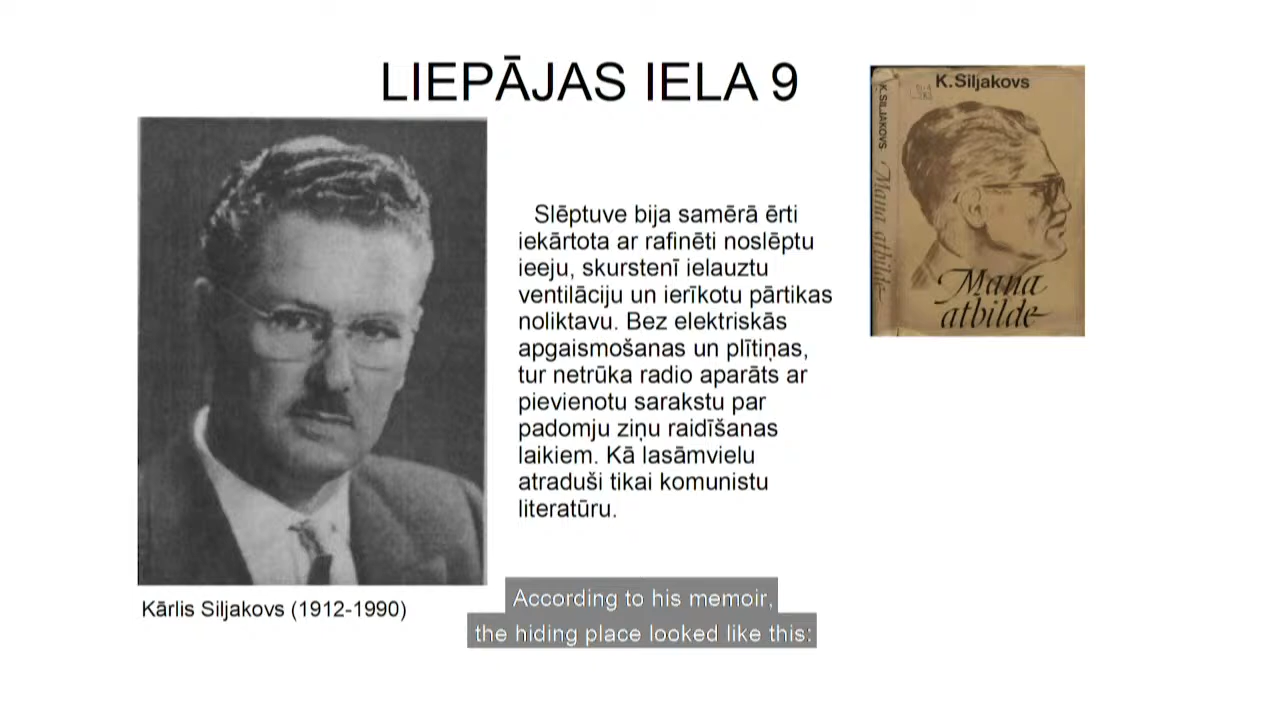 LIEPĀJAS IELA 9
K.Siljakovs
K. SILJAKOVS.
Mana atbilde
Mana
atbilde
Slēptuve bija samērā ērti
iekārtota ar rafinēti noslēptu
ieeju, skurstenī ielauztu
ventilāciju un ierīkotu pārtikas
noliktavu. Bez elektriskās
apgaismošanas un plītiņas,
tur netrūka radio aparāts ar
pievienotu sarakstu par
padomju ziņu raidīšanas
laikiem. Kā lasāmvielu
atraduši tikai komunistu
literatūru.
Kārlis Siljakovs (1912-1990)
According to his memoir,
the hiding place looked like this: